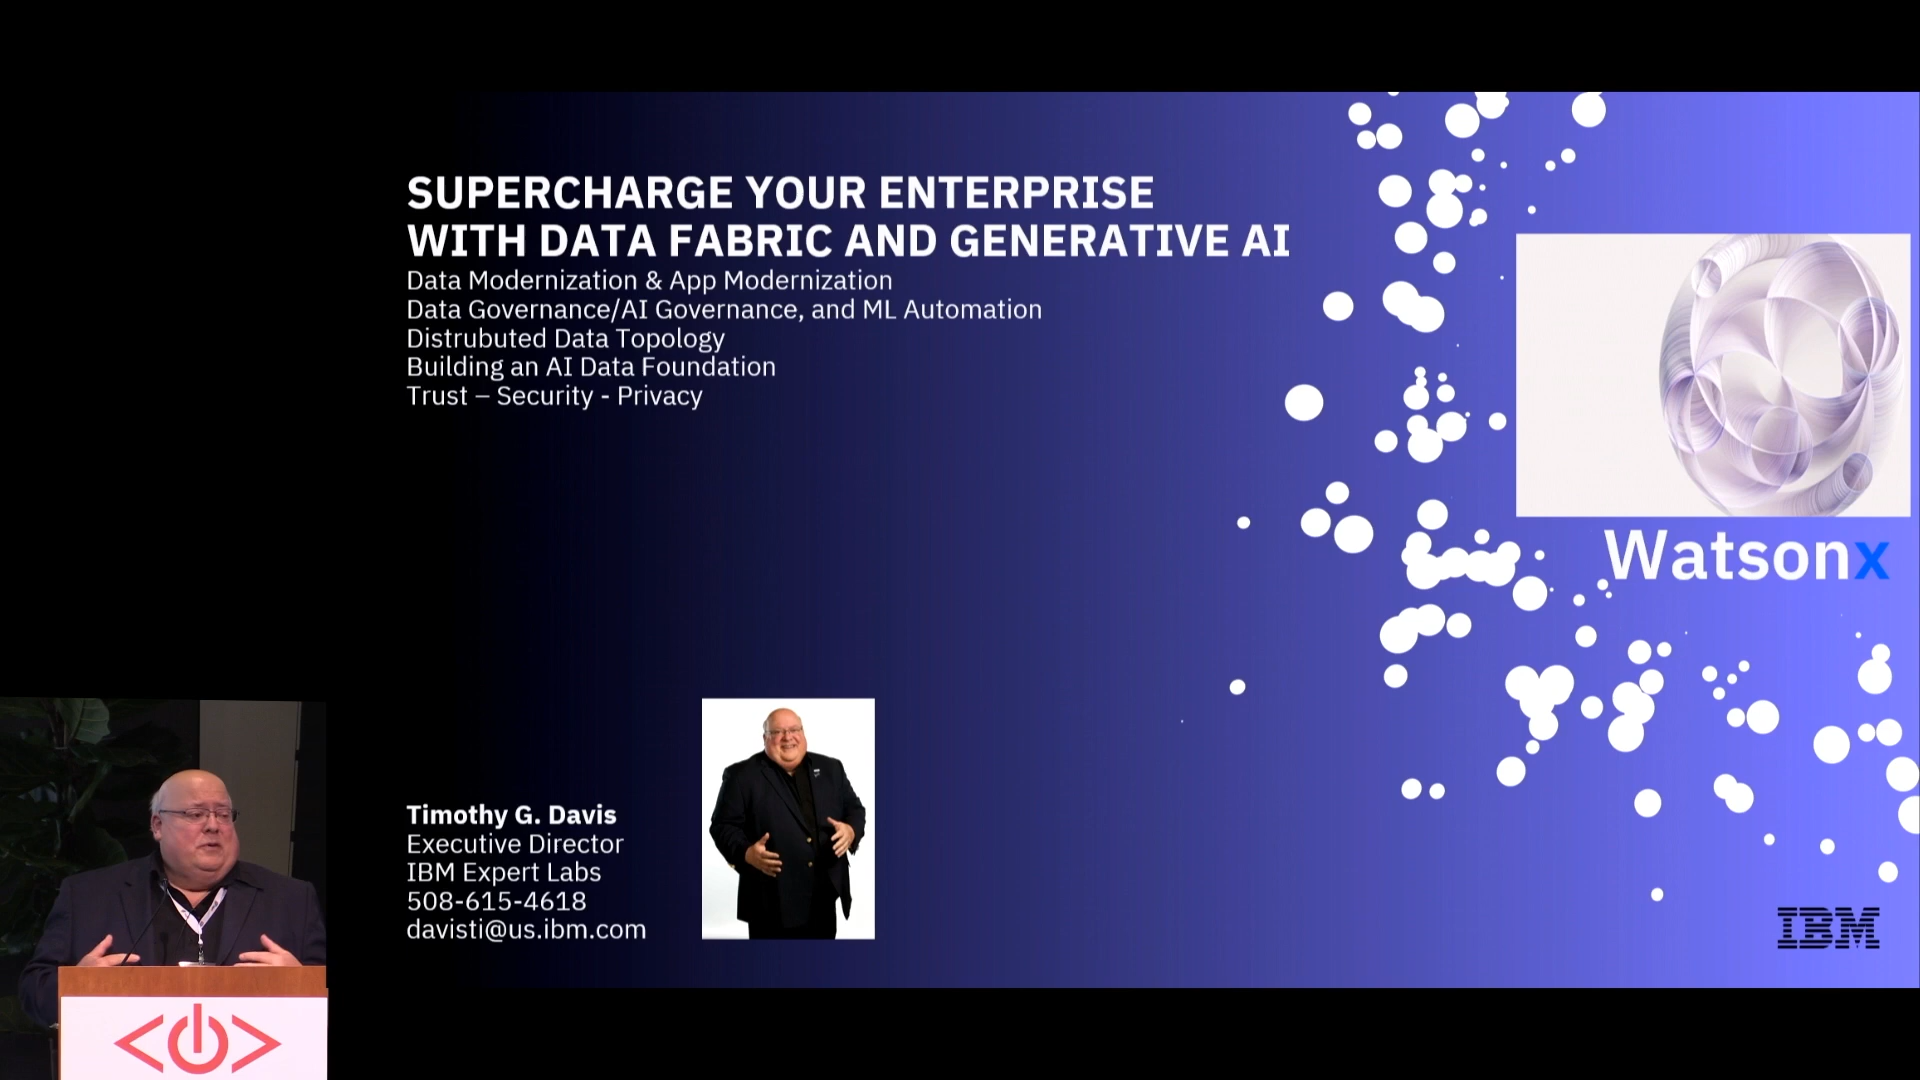 SUPERCHARGE YOUR ENTERPRISE
WITH DATA FABRIC AND GENERATIVE AI
Data Modernization & App Modernization
Data Governance/AI Governance, and ML Automation
Distrubuted Data Topology
Building an AI Data Foundation
Trust – Security - Privacy
Watsonx
Timothy G. Davis
Executive Director
IBM Expert Labs
508-615-4618
davisti@us.ibm.com
IBM